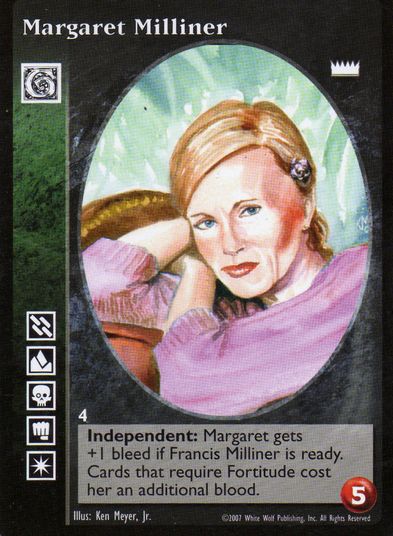 Margaret Milliner
4
Independent: Margaret gets
+1 bleed if Francis Milliner is ready.
Cards that require Fortitude cost
her an additional blood.
5
Illus: Ken Meyer, Jr.
©2007 White Wolf Publishing, Inc. All Rights Reserved